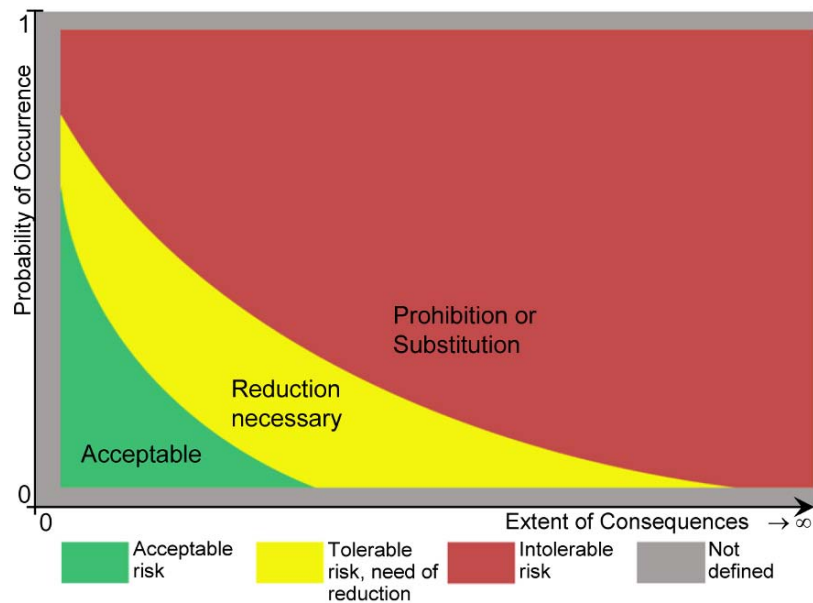 1
Probability of Occurrence
Prohibition or
Substitution
Reduction
necessary
Acceptable
0
0
Extent of Consequences → ∞
Acceptable
risk
Tolerable
risk, need of
reduction
Intolerable
risk
Not
defined